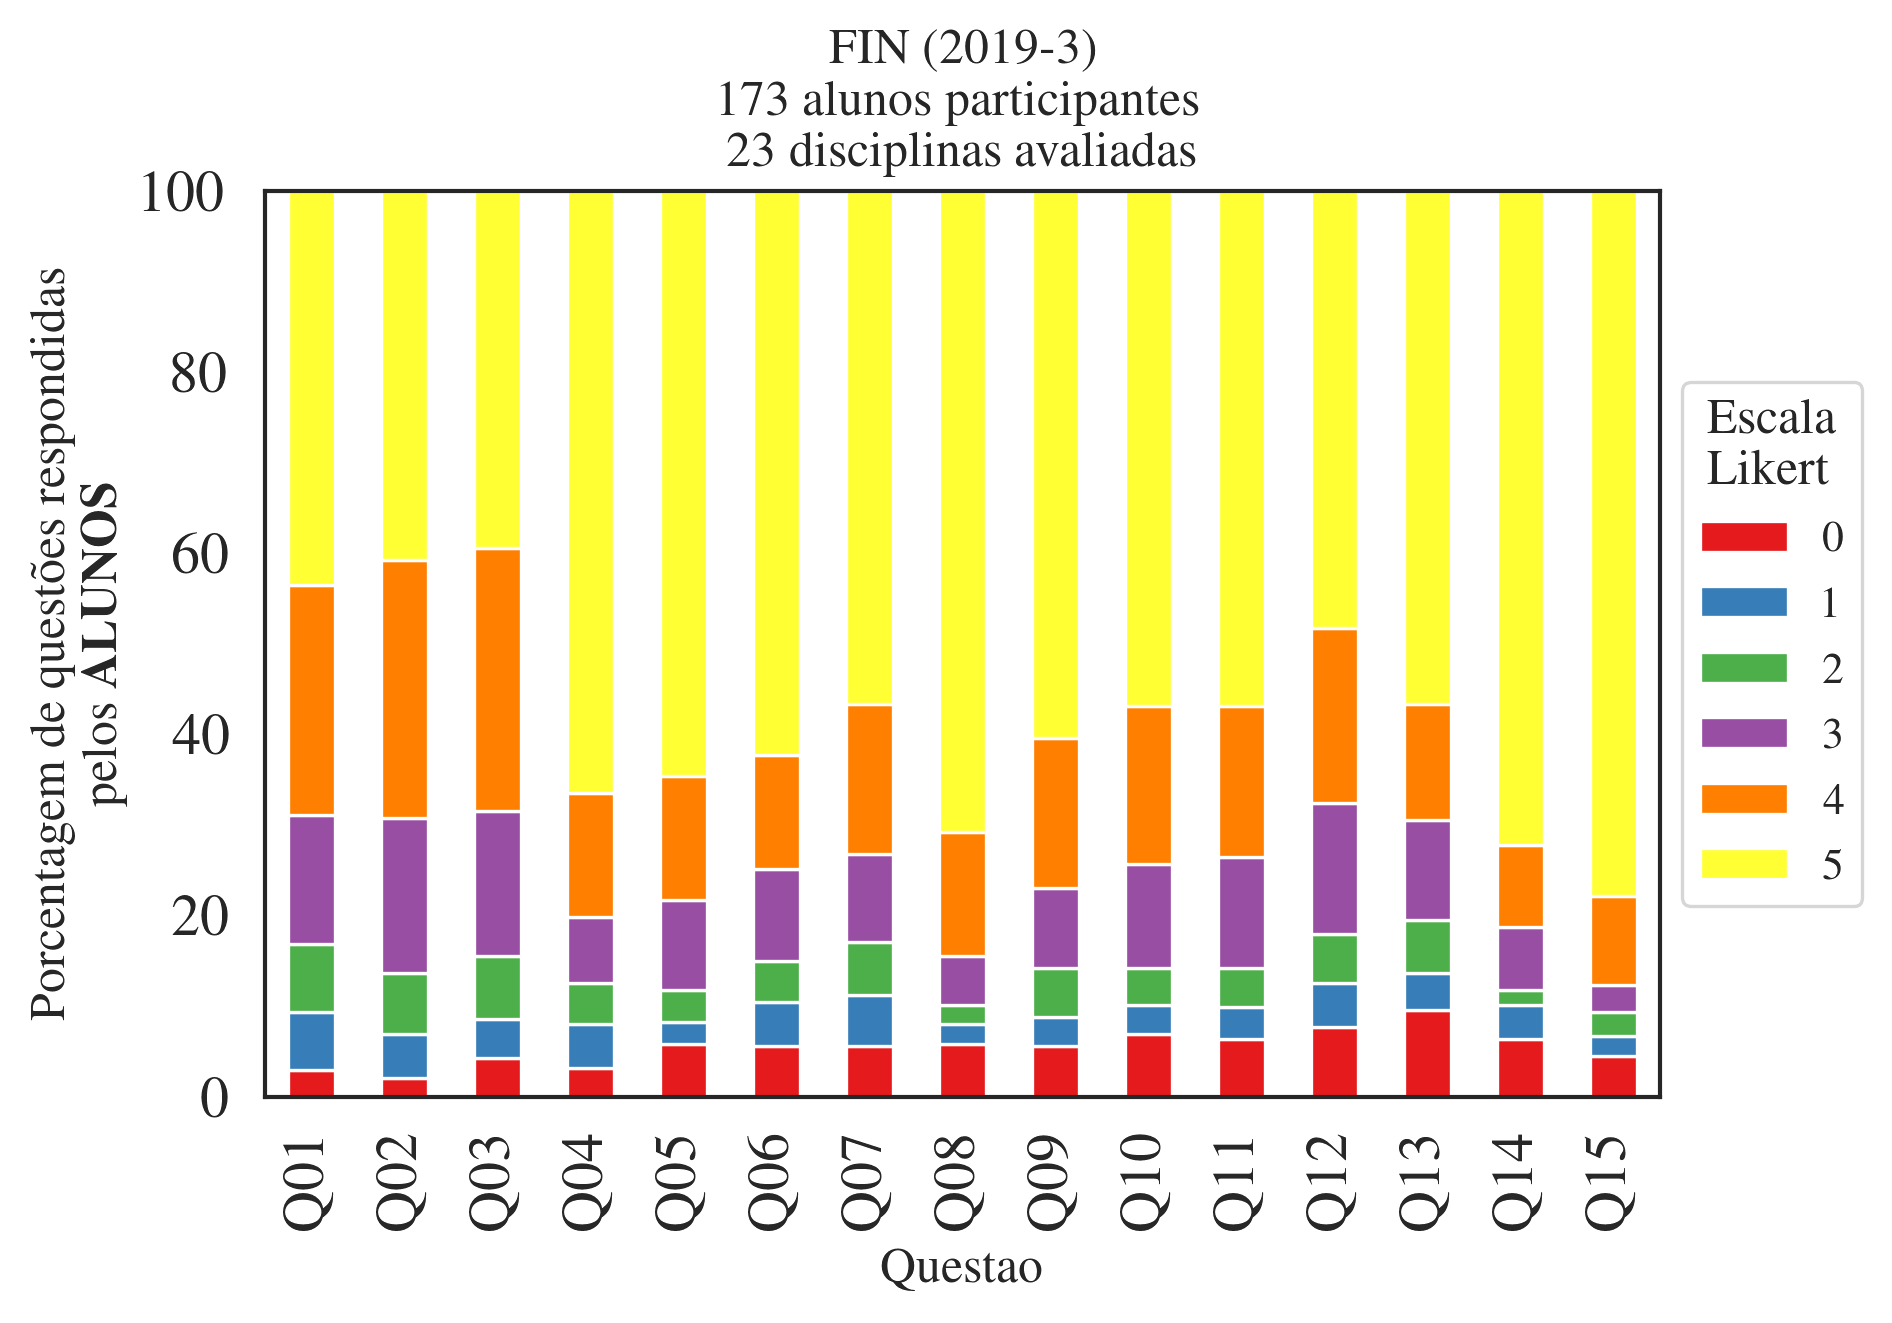 FIN (2019-3)
173 alunos participantes
23 disciplinas avaliadas
Porcentagem de questões respondidas
pelos ALUNOS
100
80
60
40
20
0
Q01
Q02
Q03
Q04
Q05
Q06
Q07
Q08
Q09
Q10
Q11
Q12
Q13
Q14
Q15
Questao
Escala
Likert
0
1
2
3
4
5